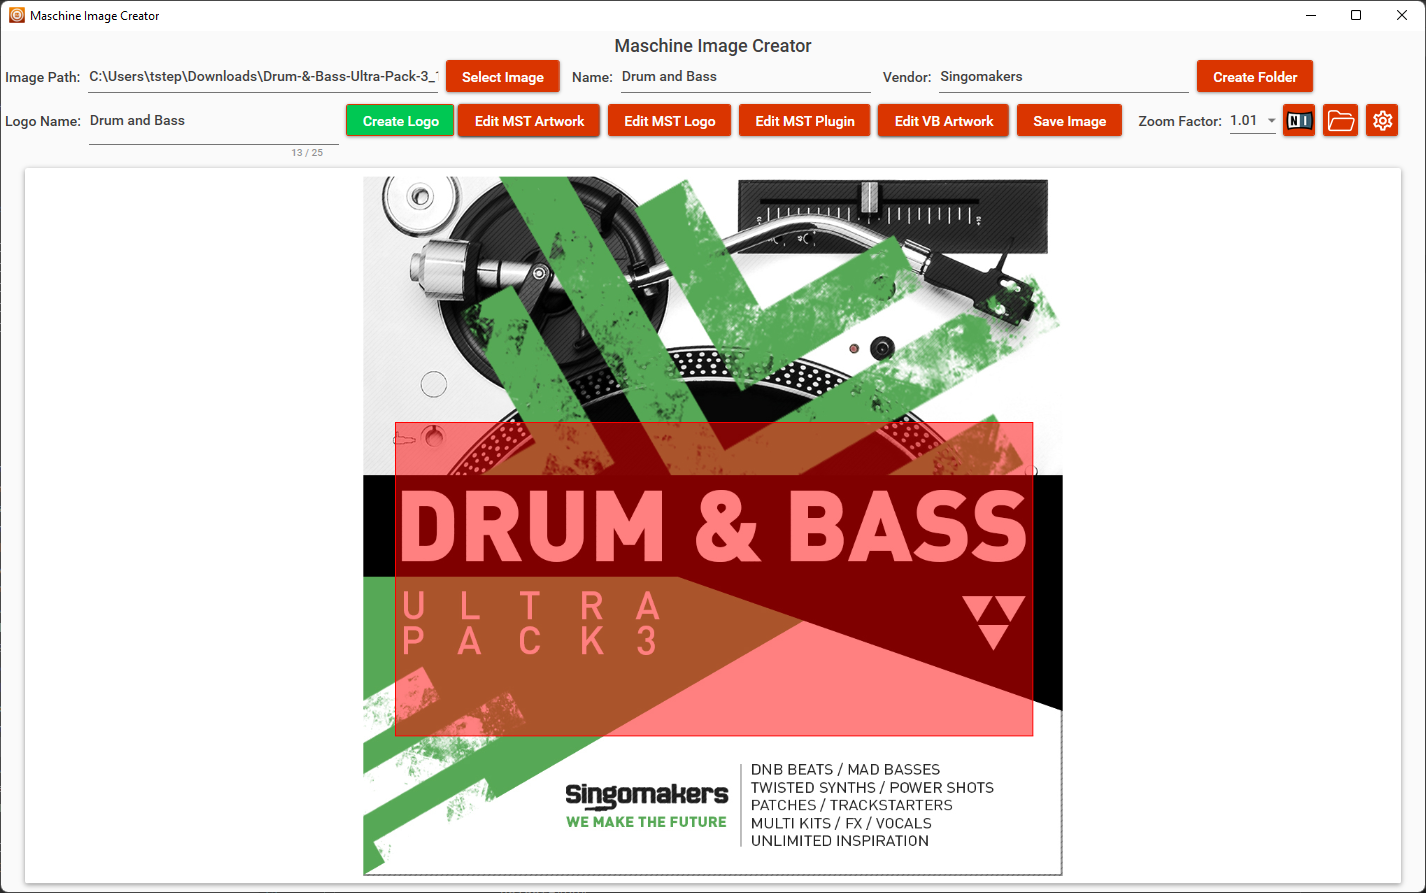 Maschine Image Creator
Maschine Image Creator
Image Path: C:\Users\tstep\Downloads\Drum-&-Bass-Ultra-Pack-3_ Select Image Name: Drum and Bass Vendor: Singomakers Create Folder
Logo Name: Drum and Bass Create Logo Edit MST Artwork Edit MST Logo Edit MST Plugin Edit VB Artwork Save Image Zoom Factor: 1.01 NI
13 / 25
DRUM & BASS
ULTRA
PACK3
Singomakers
WE MAKE THE FUTURE
DNB BEATS / MAD BASSES
TWISTED SYNTHS / POWER SHOTS
PATCHES / TRACKSTARTERS
MULTI KITS / FX / VOCALS
UNLIMITED INSPIRATION